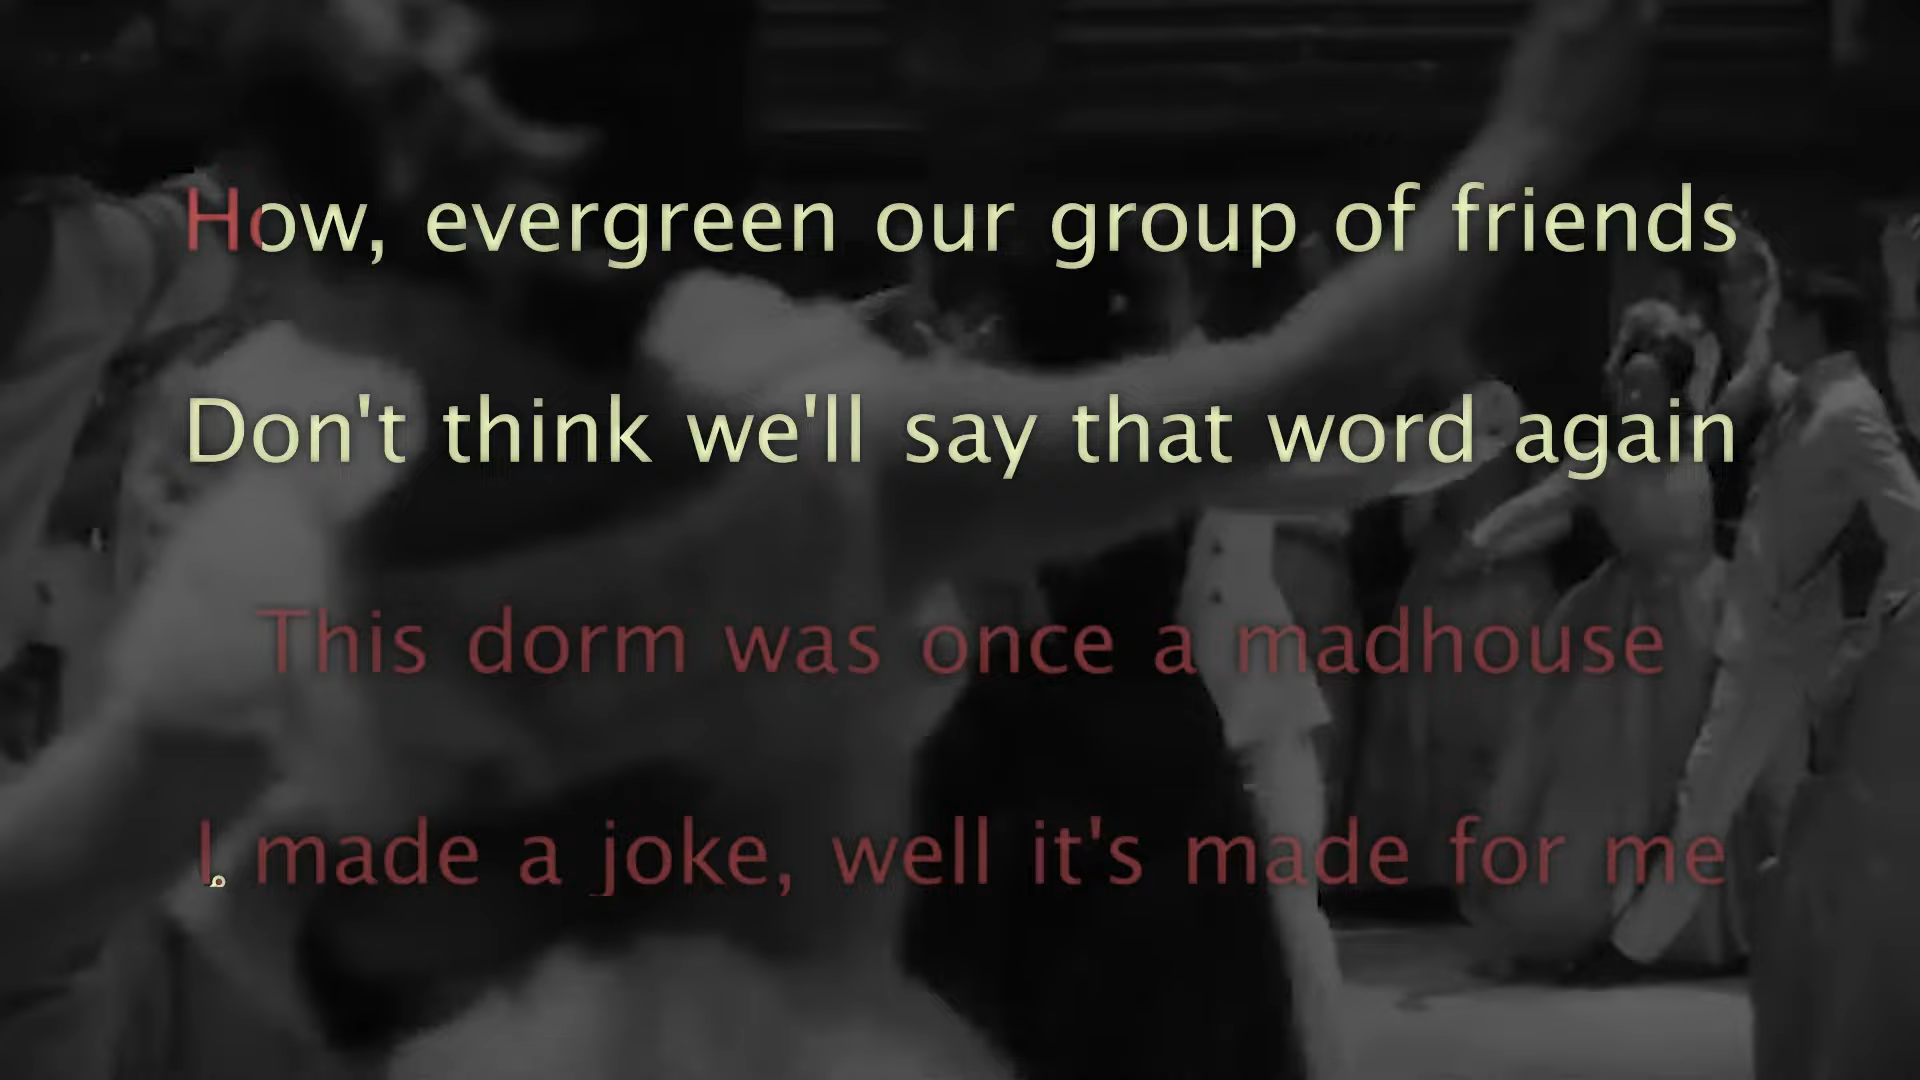 How, evergreen our group of friends
Don't think we'll say that word again
This dorm was once a madhouse
I made a joke, well it's made for me